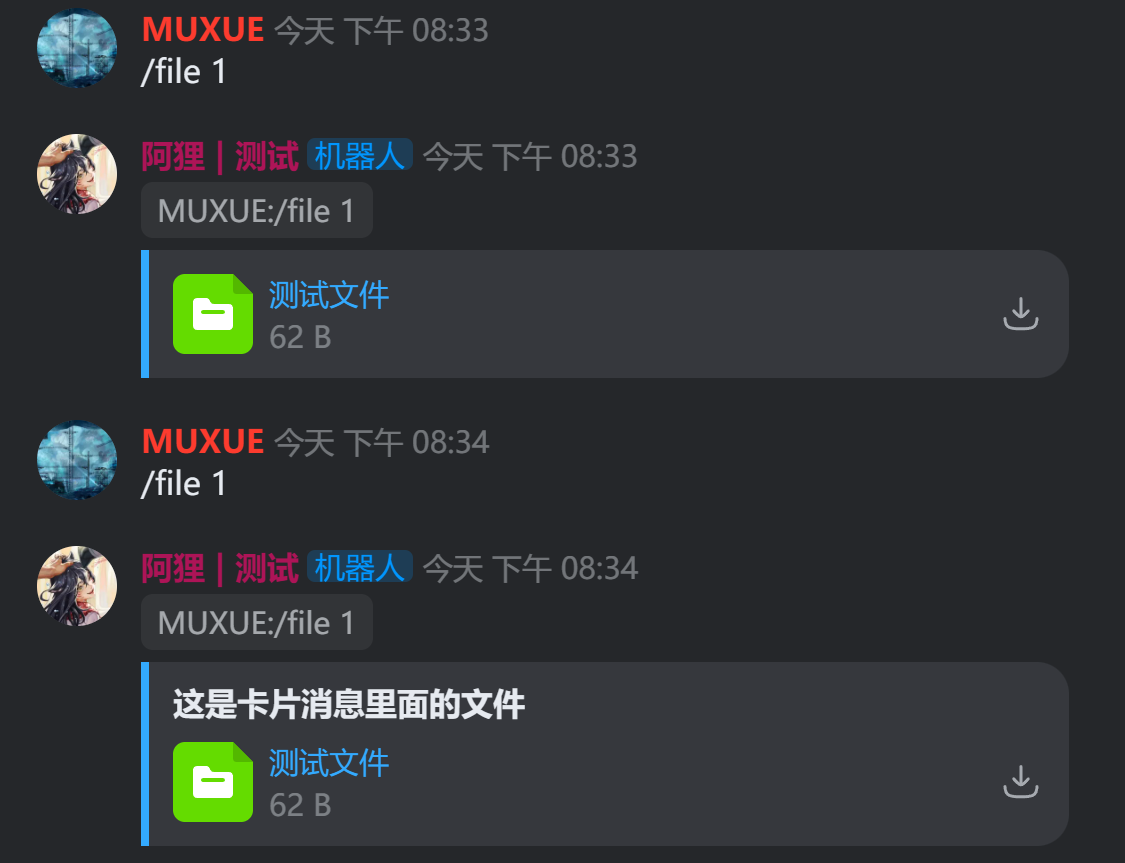 MUXUE 今天 下午 08:33
/file 1
阿狸 | 测试 机器人 今天 下午 08:33
MUXUE:/file 1
测试文件
62 B
MUXUE 今天 下午 08:34
/file 1
阿狸 | 测试 机器人 今天 下午 08:34
MUXUE:/file 1
这是卡片消息里面的文件
测试文件
62 B